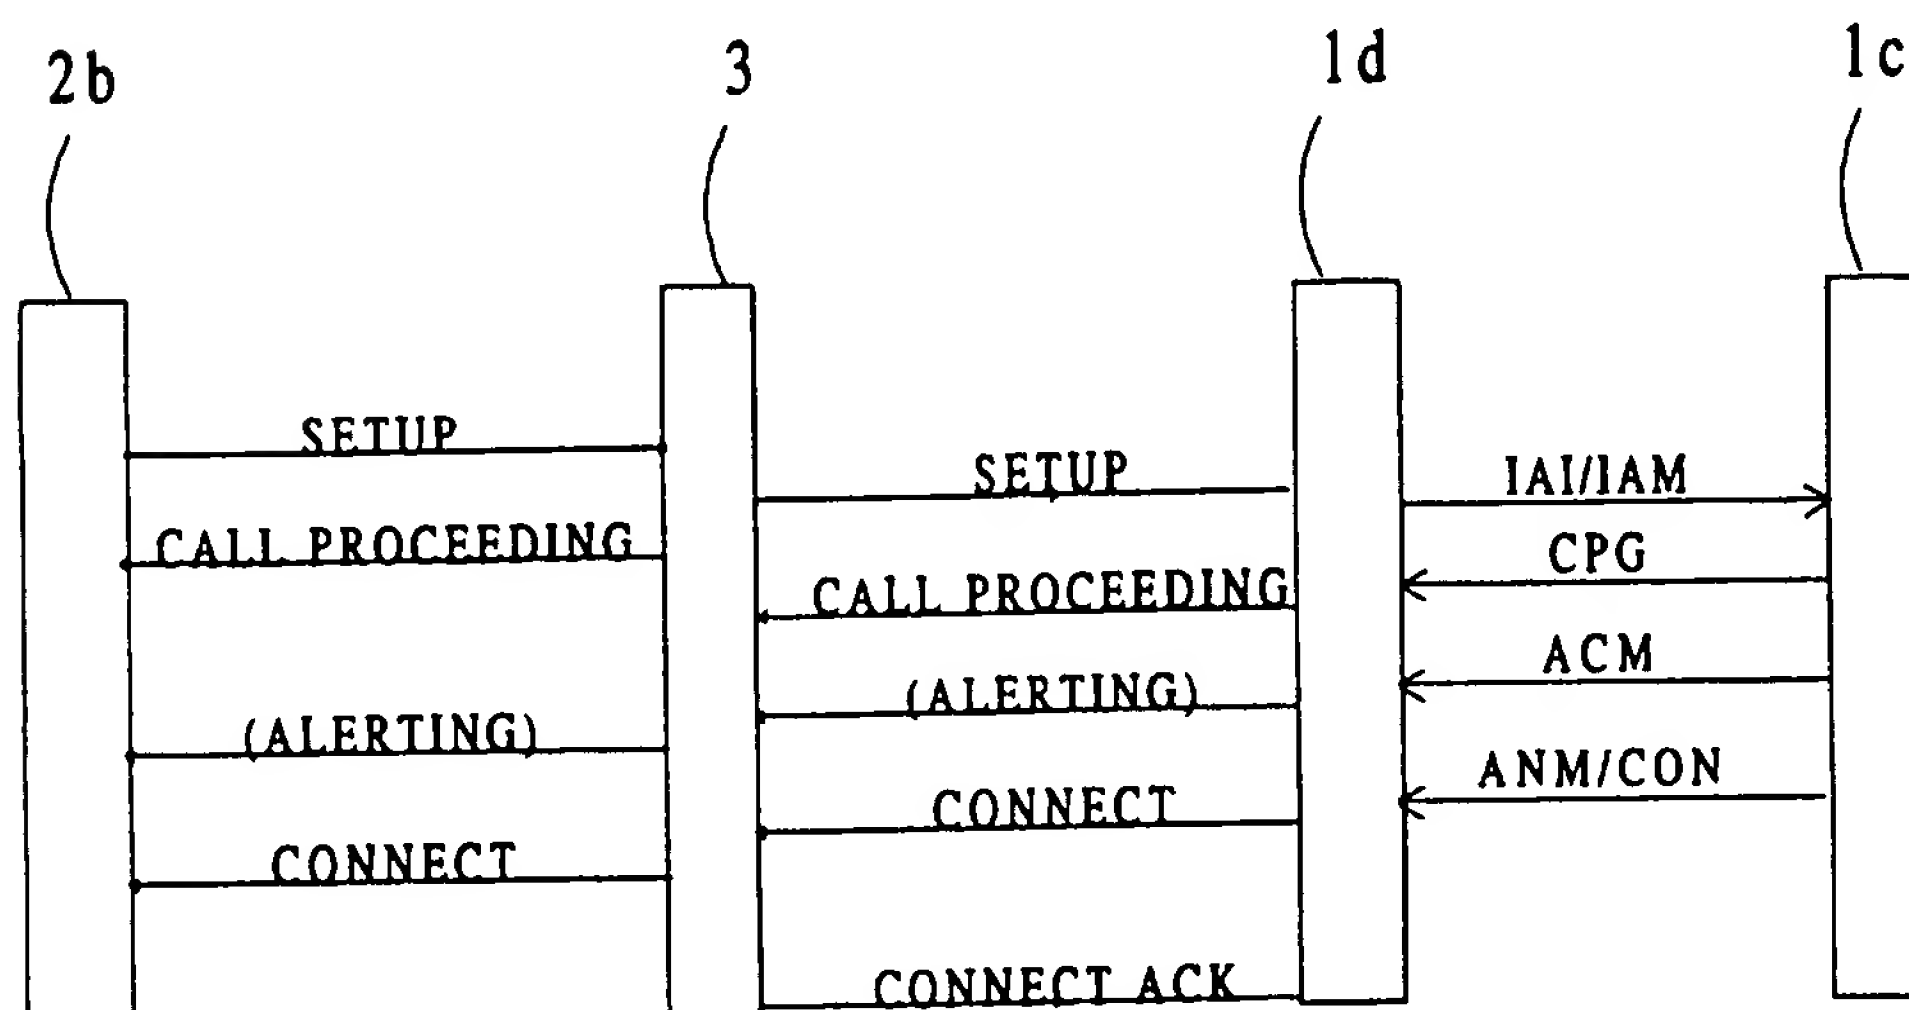 2b
3
1d
1c
SETUP
SETUP
IAI/IAM
CALL PROCEEDING
CPG
CALL PROCEEDING
ACM
(ALERTING)
(ALERTING)
ANM/CON
CONNECT
CONNECT
CONNECT ACK